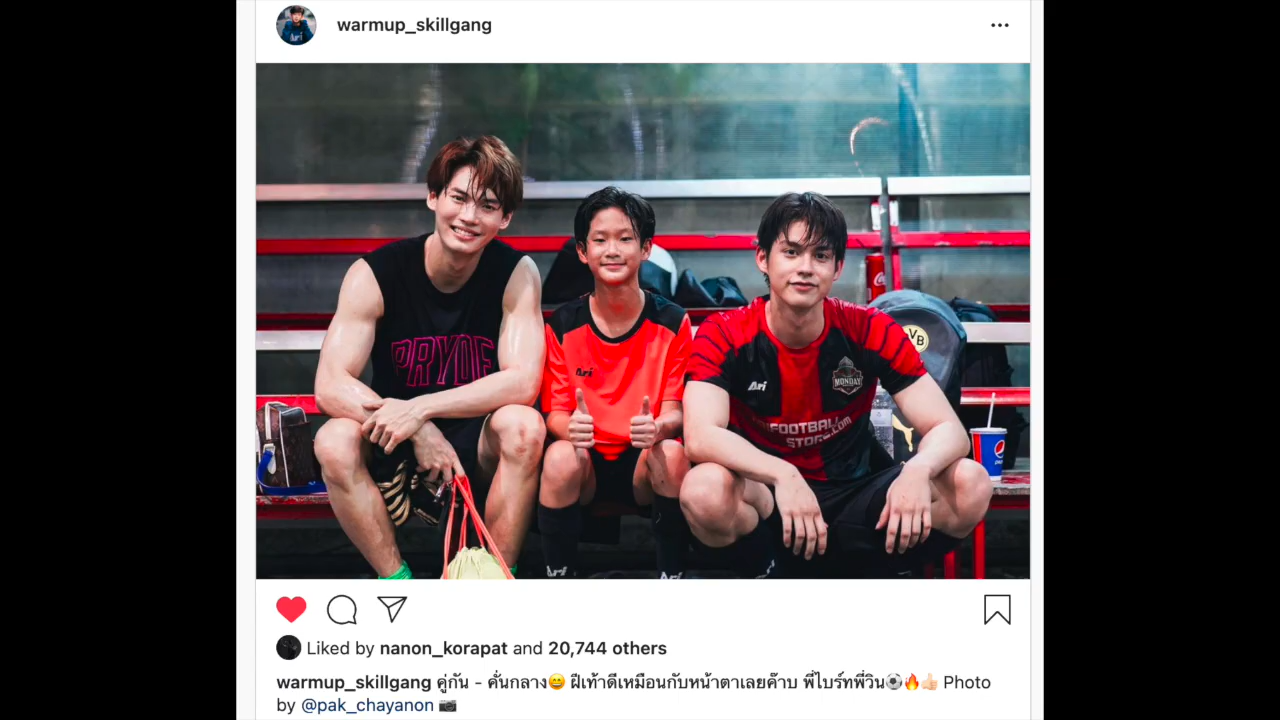 warmup_skillgang
PRYDE
Ari
Ari
MONDAY
FOOTBALL
STORE.COM
VB
Ari
Ari
Liked by nanon_korapat and 20,744 others
warmup_skillgang คู่กัน - คั่นกลาง😄 ฝีเท้าดีเหมือนกับหน้าตาเลยค๊าบ พี่ไบร์ทพี่วิน⚽🔥👍🏻 Photo
by @pak_chayanon 📷